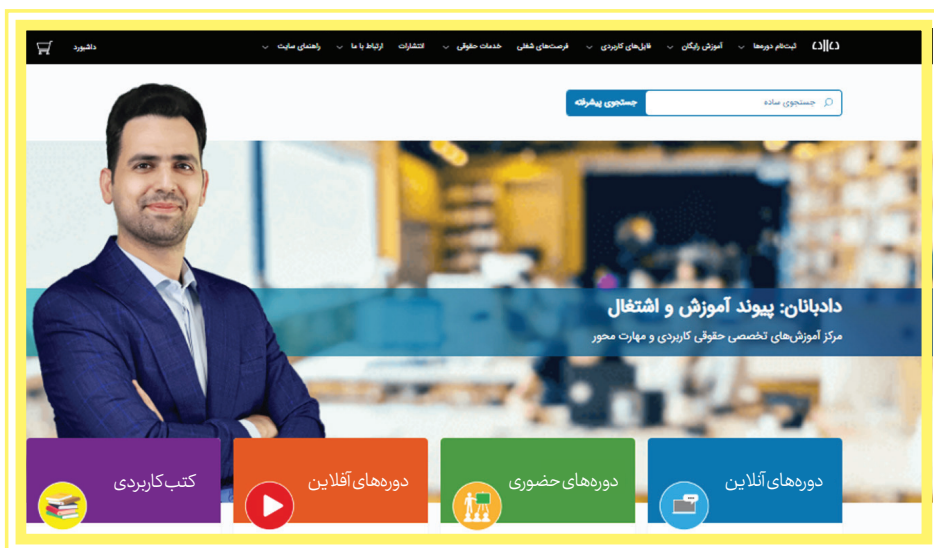 ثبت‌نام دوره‌ها
آموزش رایگان
فایل‌های کاربردی
فرصت‌های شغلی
خدمات حقوقی
انتشارات
ارتباط با ما
راهنمای سایت
داشبورد
جستجوی ساده
جستجوی پیشرفته
دادبانان: پیوند آموزش و اشتغال
مرکز آموزش‌های تخصصی حقوقی کاربردی و مهارت محور
دوره‌های آنلاین
دوره‌های حضوری
دوره‌های آفلاین
کتب کاربردی